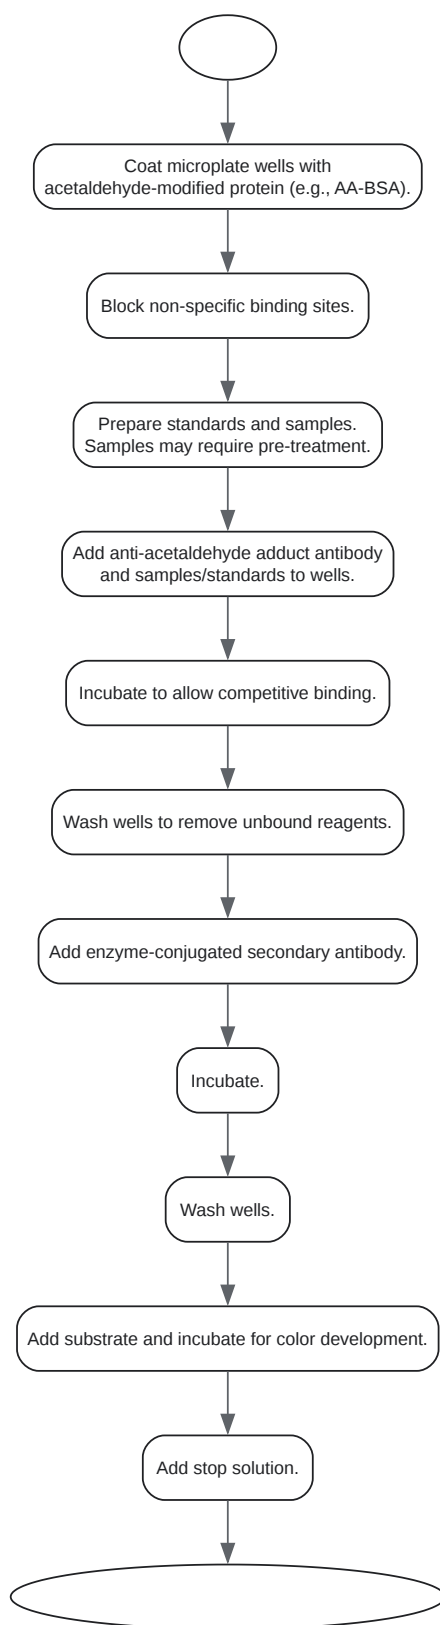 Coat microplate wells with
acetaldehyde-modified protein (e.g., AA-BSA).
Block non-specific binding sites.
Prepare standards and samples.
Samples may require pre-treatment.
Add anti-acetaldehyde adduct antibody
and samples/standards to wells.
Incubate to allow competitive binding.
Wash wells to remove unbound reagents.
Add enzyme-conjugated secondary antibody.
Incubate.
Wash wells.
Add substrate and incubate for color development.
Add stop solution.